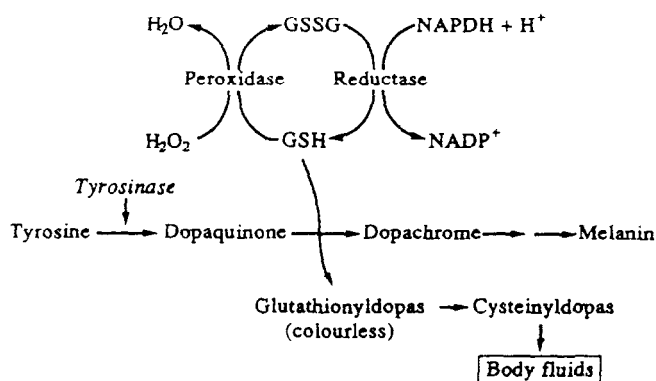 H₂O GSSG NAPDH + H⁺
Peroxidase Reductase
H₂O₂ GSH NADP⁺
Tyrosinase
Tyrosine Dopaquinone Dopachrome Melanin
Glutathionyldopas Cysteinyldopas
(colourless)
Body fluids